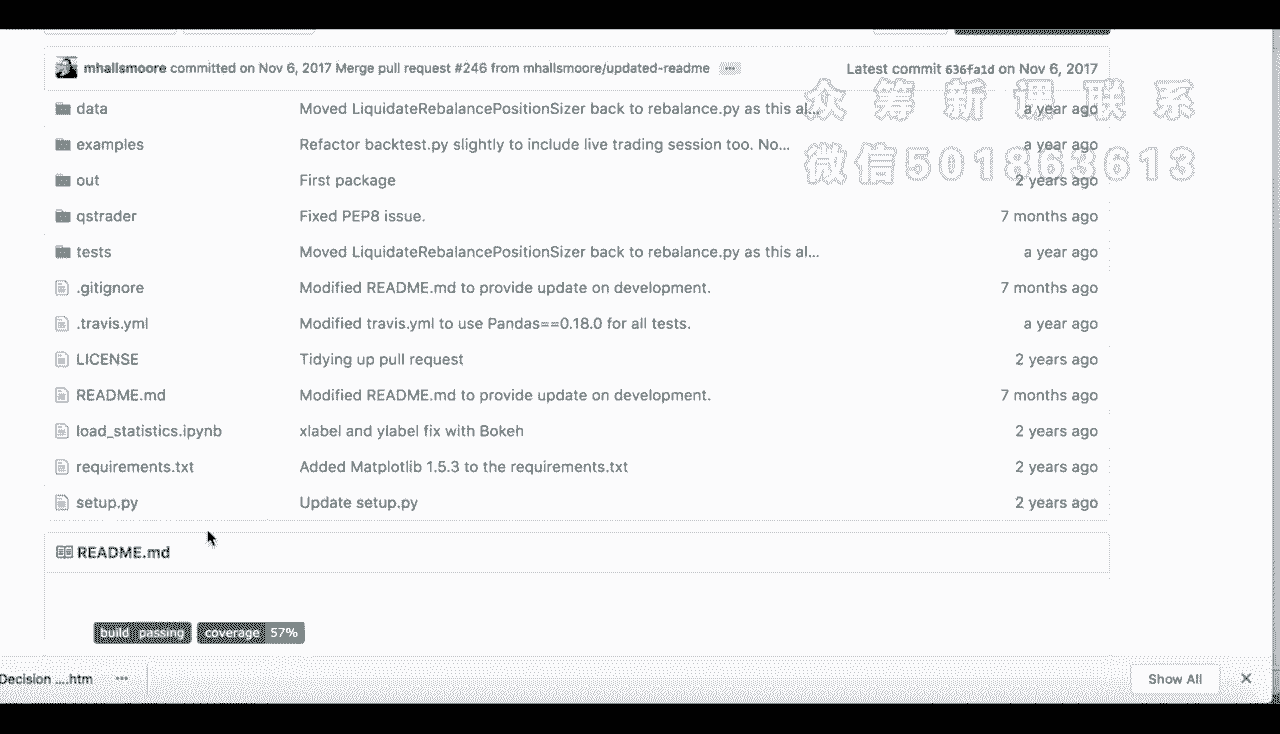 mhallsmoore committed on Nov 6, 2017 Merge pull request #246 from mhallsmoore/updated-readme ... Latest commit 636fa1d on Nov 6, 2017
众筹新课联系
微信501863613
data Moved LiquidateRebalancePositionSizer back to rebalance.py as this al... a year ago
examples Refactor backtest.py slightly to include live trading session too. No... a year ago
out First package 2 years ago
qstrader Fixed PEP8 issue. 7 months ago
tests Moved LiquidateRebalancePositionSizer back to rebalance.py as this al... a year ago
.gitignore Modified README.md to provide update on development. 7 months ago
.travis.yml Modified travis.yml to use Pandas==0.18.0 for all tests. a year ago
LICENSE Tidying up pull request 2 years ago
README.md Modified README.md to provide update on development. 7 months ago
load_statistics.ipynb xlabel and ylabel fix with Bokeh 2 years ago
requirements.txt Added Matplotlib 1.5.3 to the requirements.txt 2 years ago
setup.py Update setup.py 2 years ago
README.md
build passing coverage 57%
Decision ....htm ... Show All